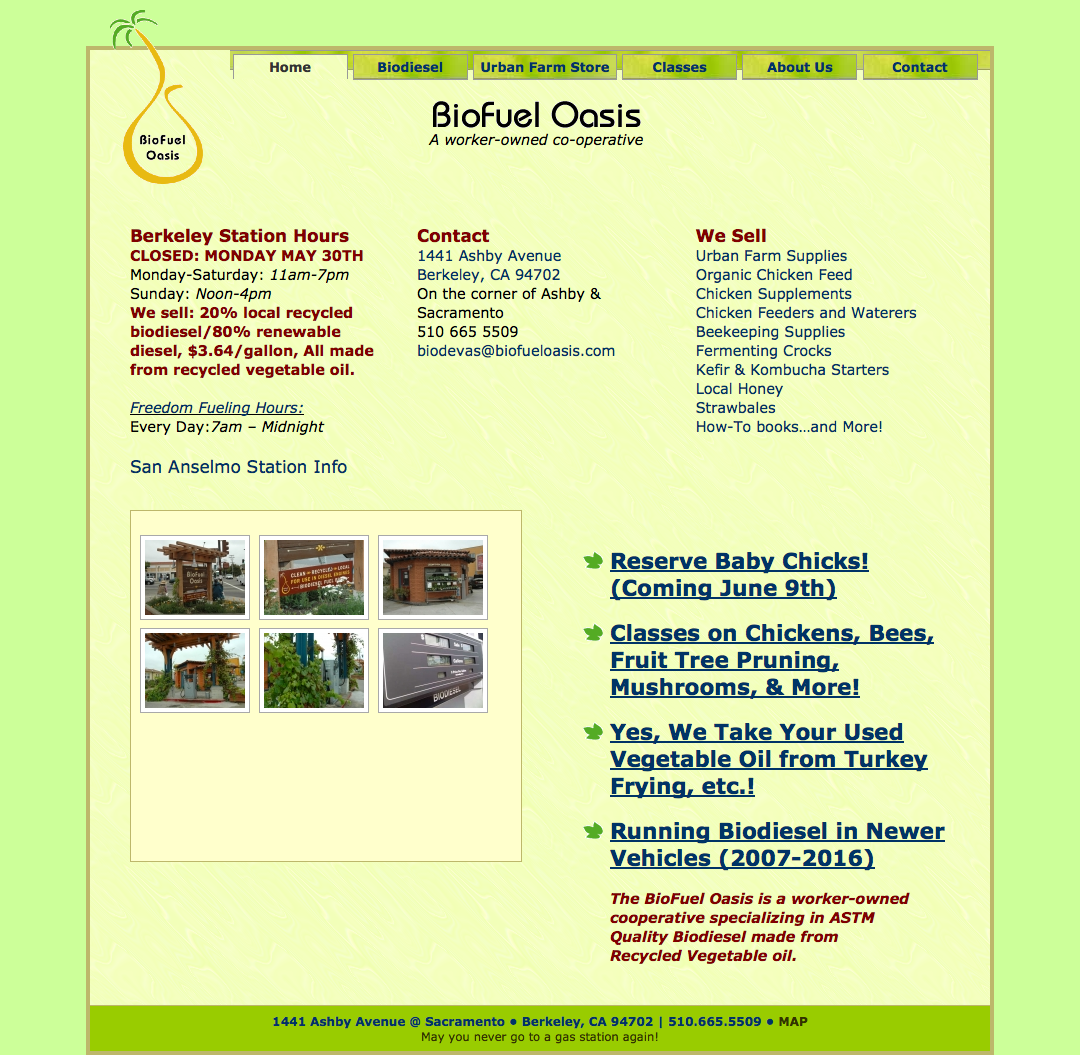 Home Biodiesel Urban Farm Store Classes About Us Contact
BioFuel
Oasis
BioFuel Oasis
A worker-owned co-operative
Berkeley Station Hours
CLOSED: MONDAY MAY 30TH
Monday-Saturday: 11am-7pm
Sunday: Noon-4pm
We sell: 20% local recycled
biodiesel/80% renewable
diesel, $3.64/gallon, All made
from recycled vegetable oil.
Freedom Fueling Hours:
Every Day:7am – Midnight
San Anselmo Station Info
Contact
1441 Ashby Avenue
Berkeley, CA 94702
On the corner of Ashby &
Sacramento
510 665 5509
biodevas@biofueloasis.com
We Sell
Urban Farm Supplies
Organic Chicken Feed
Chicken Supplements
Chicken Feeders and Waterers
Beekeeping Supplies
Fermenting Crocks
Kefir & Kombucha Starters
Local Honey
Strawbales
How-To books...and More!
BioFuel
Oasis
CLEAN RECYCLED LOCAL
FOR USE IN DIESEL ENGINES
BIODIESEL
BIODIESEL
Reserve Baby Chicks!
(Coming June 9th)
Classes on Chickens, Bees,
Fruit Tree Pruning,
Mushrooms, & More!
Yes, We Take Your Used
Vegetable Oil from Turkey
Frying, etc.!
Running Biodiesel in Newer
Vehicles (2007-2016)
The BioFuel Oasis is a worker-owned
cooperative specializing in ASTM
Quality Biodiesel made from
Recycled Vegetable oil.
1441 Ashby Avenue @ Sacramento • Berkeley, CA 94702 | 510.665.5509 • MAP
May you never go to a gas station again!